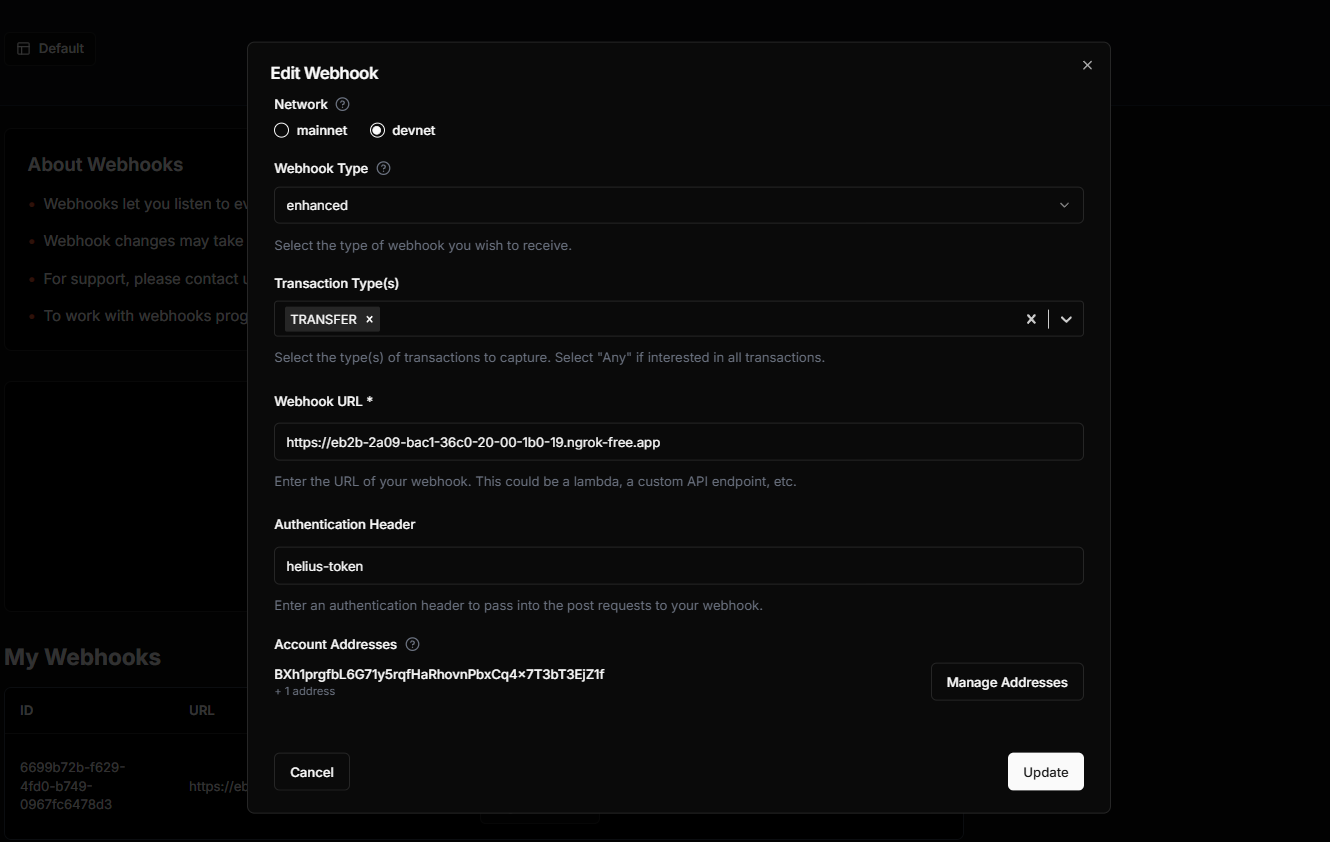 Default
Edit Webhook
Network
mainnet
devnet
About Webhooks
Webhook Type
Webhooks let you listen to ev
enhanced
Webhook changes may take
Select the type of webhook you wish to receive.
For support, please contact u
Transaction Type(s)
To work with webhooks prog
TRANSFER ×
Select the type(s) of transactions to capture. Select "Any" if interested in all transactions.
Webhook URL *
https://eb2b-2a09-bac1-36c0-20-00-1b0-19.ngrok-free.app
Enter the URL of your webhook. This could be a lambda, a custom API endpoint, etc.
Authentication Header
helius-token
Enter an authentication header to pass into the post requests to your webhook.
Account Addresses
My Webhooks
BXh1prgfbL6G71y5rqfHaRhovnPbxCq4x7T3bT3EjZ1f
+ 1 address
Manage Addresses
ID
URL
6699b72b-f629-
4fd0-b749-
0967fc6478d3
https://eb
Cancel
Update